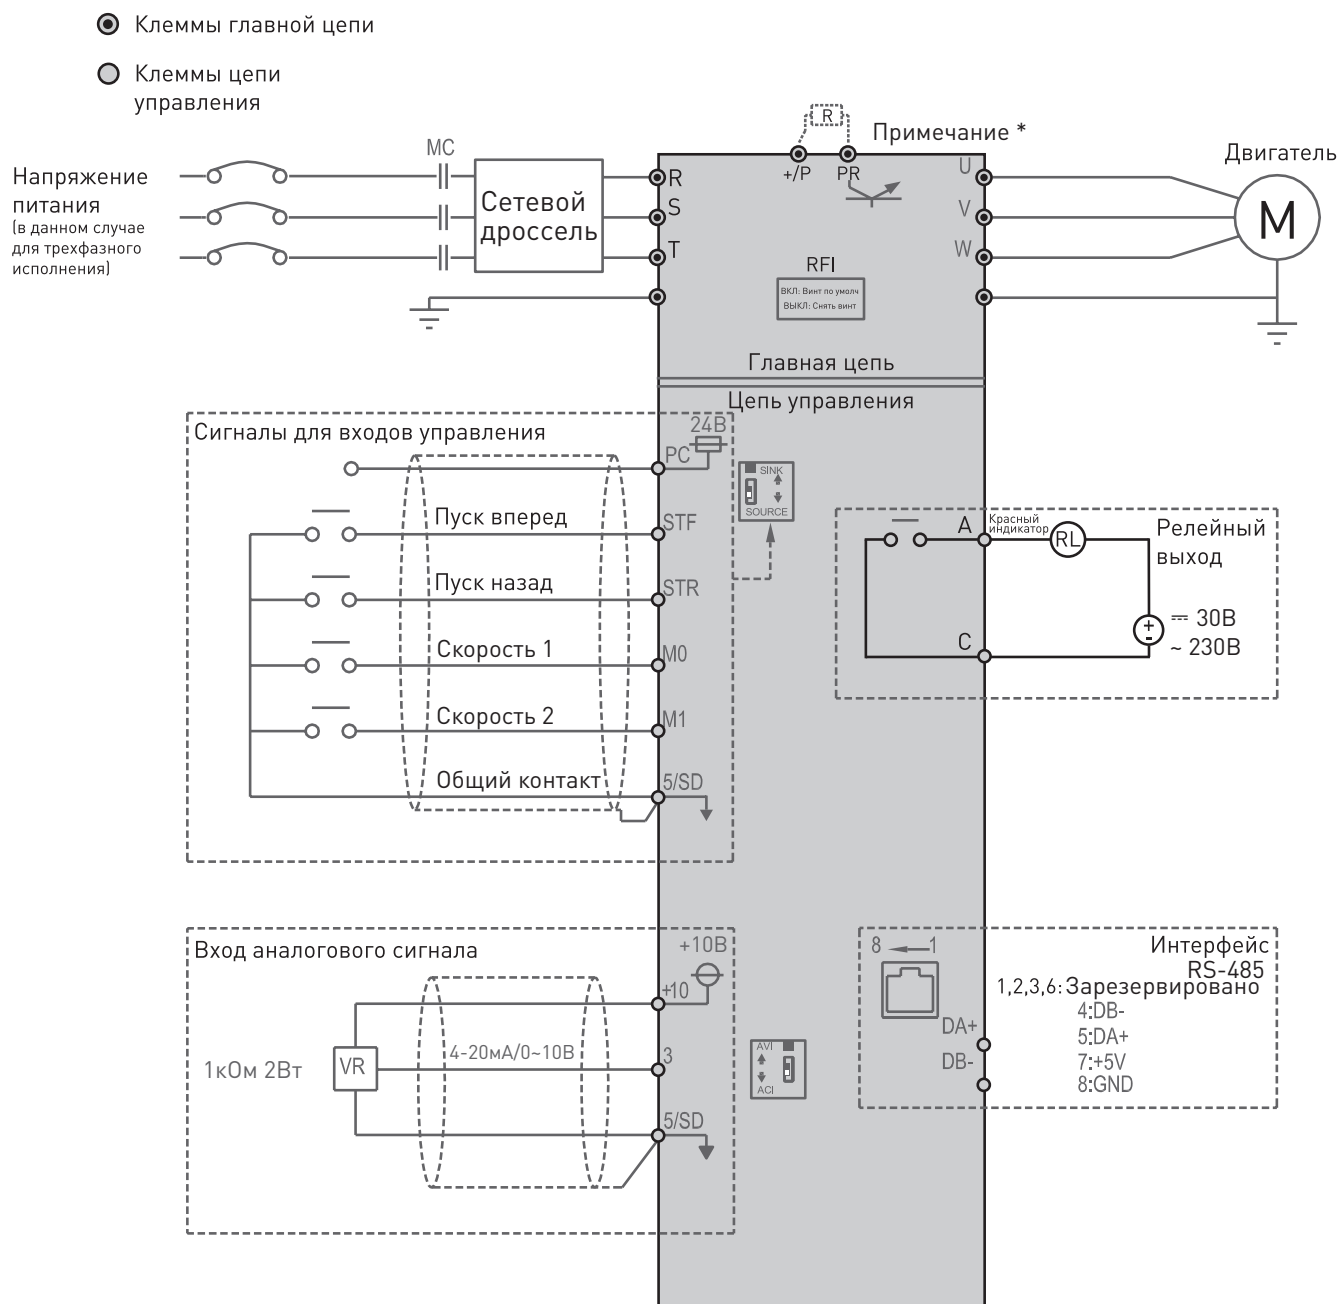 Клеммы главной цепи
Клеммы цепи
управления
Напряжение
питания
(в данном случае
для трехфазного
исполнения)
MC
Сетевой
дроссель
R
S
T
R
Примечание *
+/P
PR
U
V
W
Двигатель
M
RFI
ВКЛ: Винт по умолч
ВЫКЛ: Снять винт
Главная цепь
Цепь управления
Сигналы для входов управления
24В
PC
SINK
SOURCE
Пуск вперед
STF
Пуск назад
STR
Скорость 1
M0
Скорость 2
M1
Общий контакт
5/SD
A
Красный
индикатор
RL
Релейный
выход
C
⎓ 30В
~ 230В
Вход аналогового сигнала
+10В
+10
4-20мА/0~10В
3
1кОм 2Вт
VR
AVI
ACI
5/SD
8
1
Интерфейс
RS-485
1,2,3,6: Зарезервировано
4:DB-
5:DA+
7:+5V
8:GND
DA+
DB-